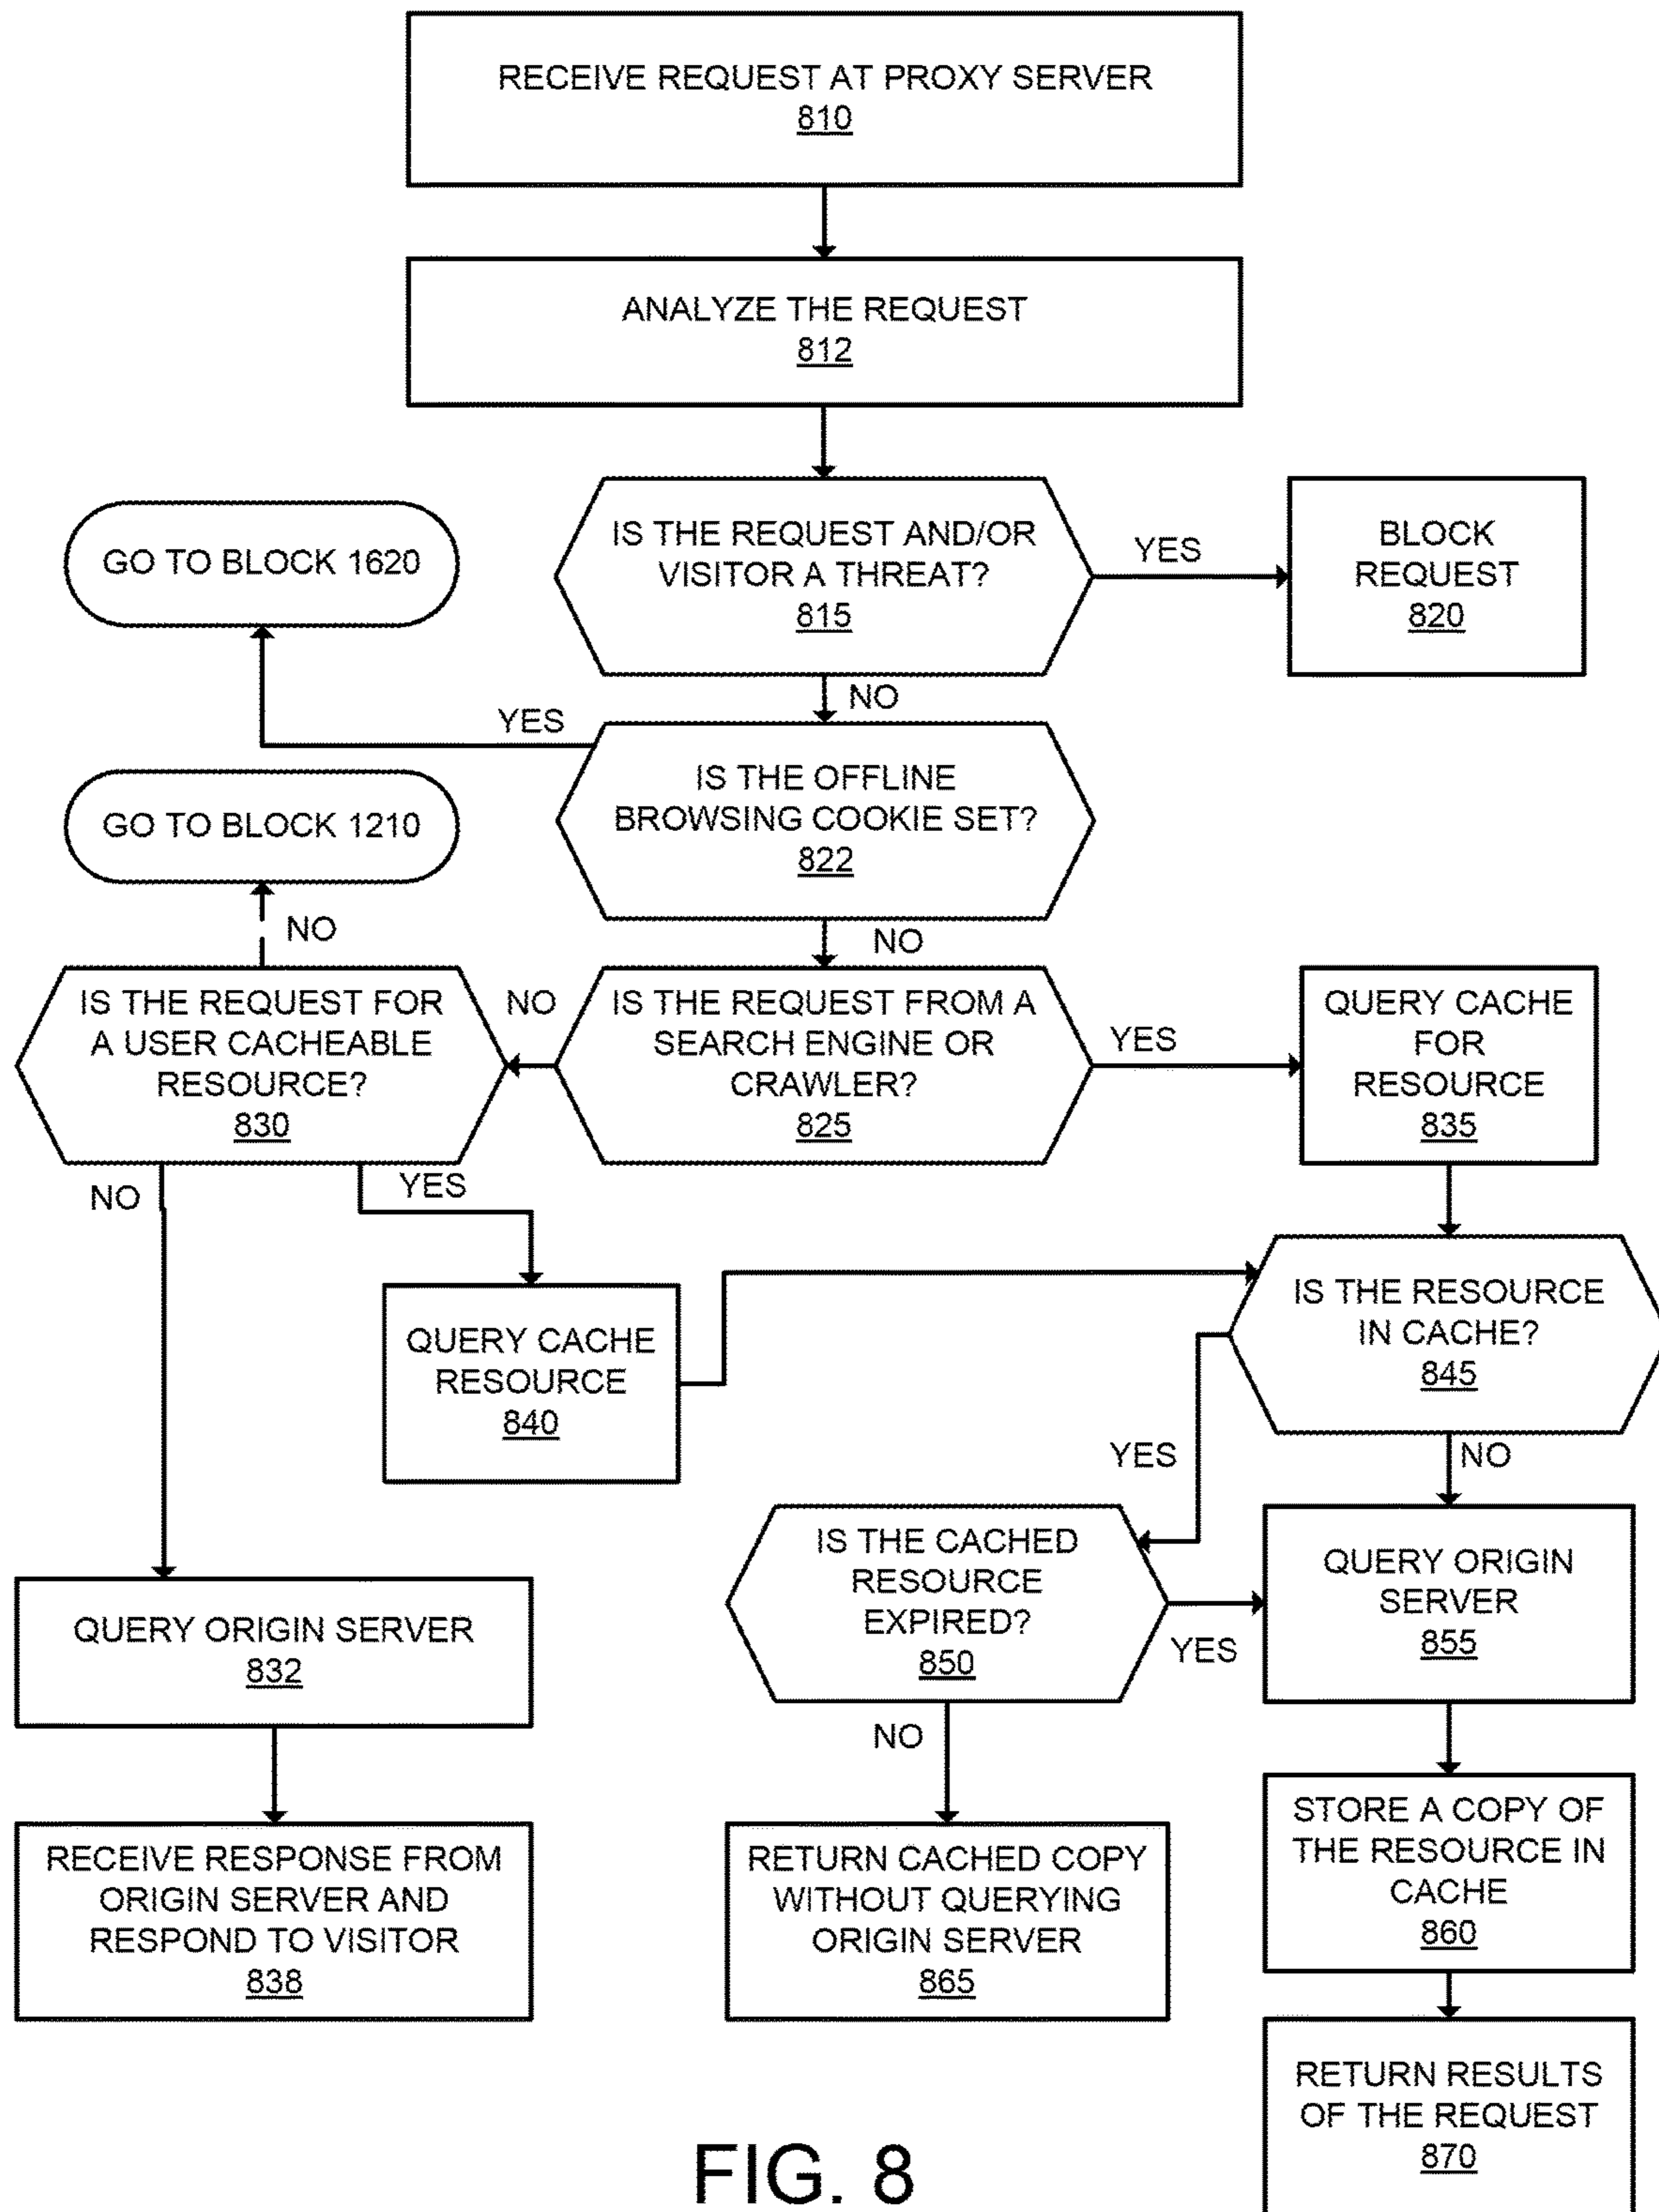 RECEIVE REQUEST AT PROXY SERVER
810
ANALYZE THE REQUEST
812
IS THE REQUEST AND/OR
VISITOR A THREAT?
815
YES
BLOCK
REQUEST
820
GO TO BLOCK 1620
NO
YES
IS THE OFFLINE
BROWSING COOKIE SET?
822
GO TO BLOCK 1210
NO
NO
IS THE REQUEST FOR
A USER CACHEABLE
RESOURCE?
830
NO
IS THE REQUEST FROM A
SEARCH ENGINE OR
CRAWLER?
825
YES
QUERY CACHE
FOR
RESOURCE
835
NO
YES
QUERY CACHE
RESOURCE
840
IS THE RESOURCE
IN CACHE?
845
YES
NO
IS THE CACHED
RESOURCE
EXPIRED?
850
YES
QUERY ORIGIN
SERVER
855
QUERY ORIGIN SERVER
832
NO
RECEIVE RESPONSE FROM
ORIGIN SERVER AND
RESPOND TO VISITOR
838
RETURN CACHED COPY
WITHOUT QUERYING
ORIGIN SERVER
865
STORE A COPY OF
THE RESOURCE IN
CACHE
860
RETURN RESULTS
OF THE REQUEST
870
FIG. 8